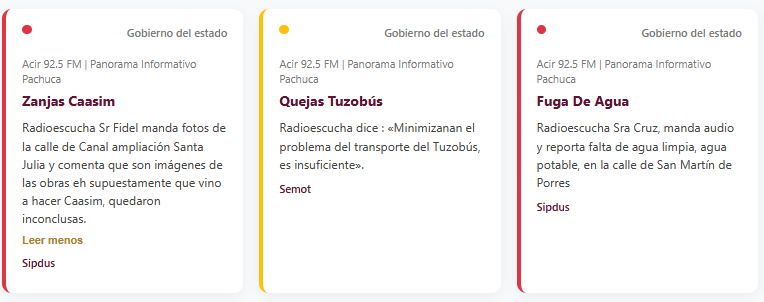 Gobierno del estado
Acir 92.5 FM | Panorama Informativo
Pachuca
Zanjas Caasim
Radioescucha Sr Fidel manda fotos de
la calle de Canal ampliación Santa
Julia y comenta que son imágenes de
las obras eh supuestamente que vino
a hacer Caasim, quedaron
inconclusas.
Leer menos
Sipdus
Gobierno del estado
Acir 92.5 FM | Panorama Informativo
Pachuca
Quejas Tuzobús
Radioescucha dice : «Minimizanan el
problema del transporte del Tuzobús,
es insuficiente».
Semot
Gobierno del estado
Acir 92.5 FM | Panorama Informativo
Pachuca
Fuga De Agua
Radioescucha Sra Cruz, manda audio
y reporta falta de agua limpia, agua
potable, en la calle de San Martín de
Porres
Sipdus